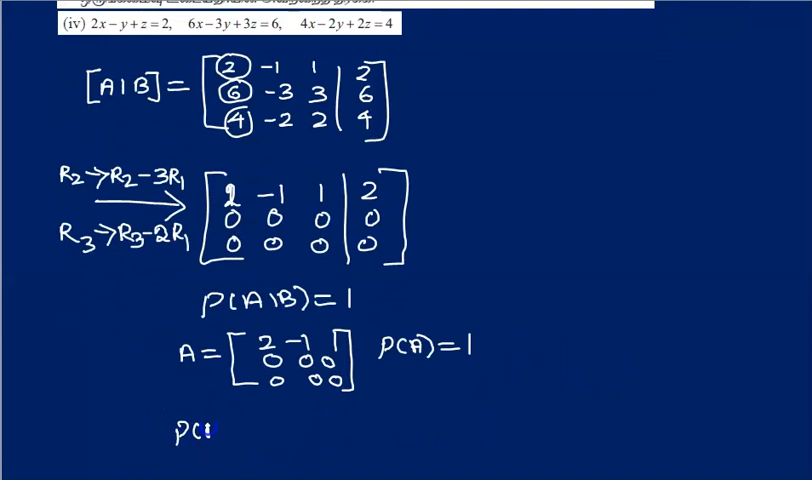 (iv) 2x − y + z = 2, 6x − 3y + 3z = 6, 4x − 2y + 2z = 4
[A|B] = [2 -1 1 | 2
6 -3 3 | 6
4 -2 2 | 4]
R₂→R₂-3R₁
R₃→R₃-2R₁
[2 -1 1 | 2
0 0 0 | 0
0 0 0 | 0]
ρ(A|B) = 1
A = [2 -1 1
0 0 0
0 0 0] ρ(A) = 1
ρ(